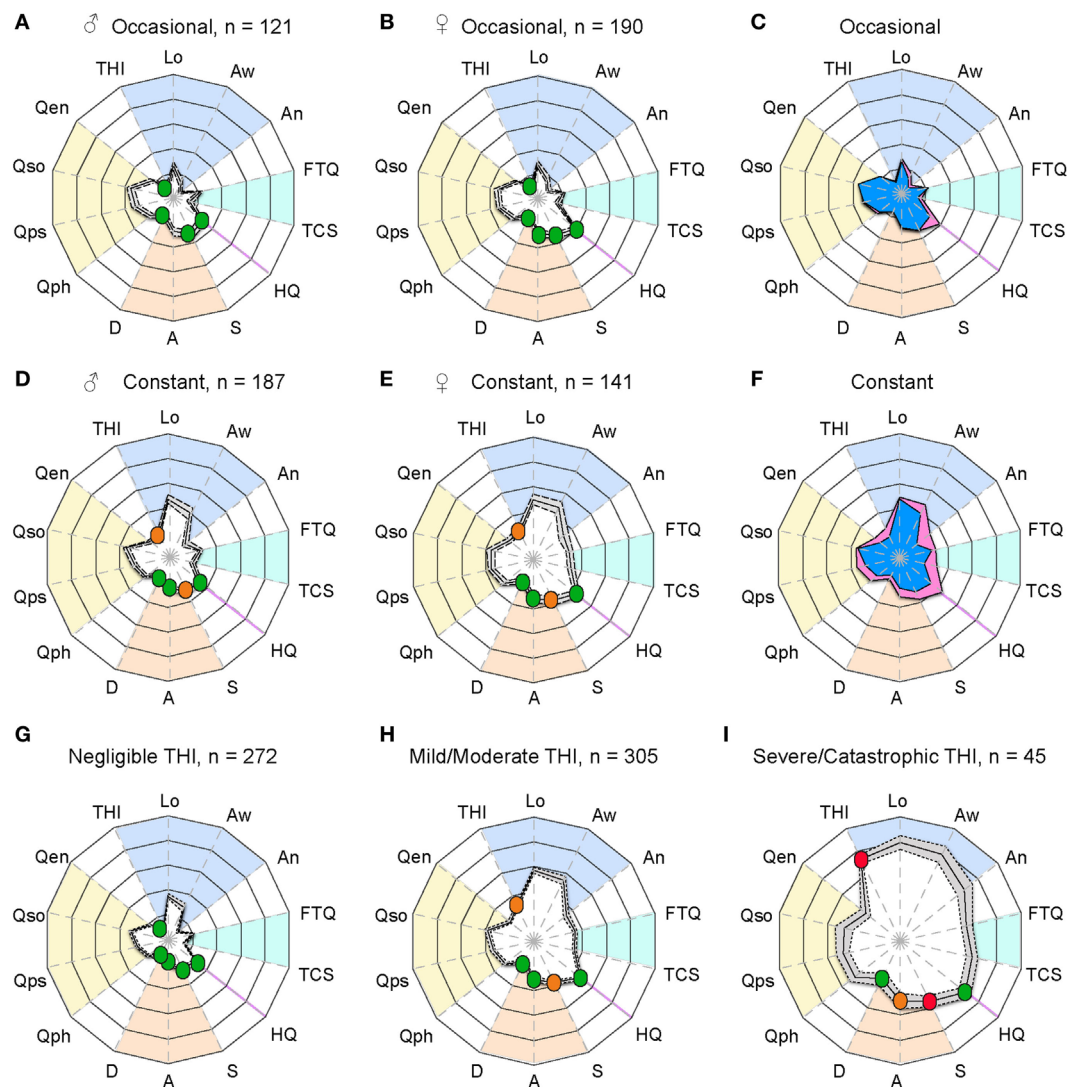 A ♂ Occasional, n = 121
B ♀ Occasional, n = 190
C Occasional
Lo
THI
Aw
Qen
An
Qso
FTQ
Qps
TCS
Qph
HQ
D
S
A
Lo
THI
Aw
Qen
An
Qso
FTQ
Qps
TCS
Qph
HQ
D
S
A
Lo
THI
Aw
Qen
An
Qso
FTQ
Qps
TCS
Qph
HQ
D
S
A
D ♂ Constant, n = 187
E ♀ Constant, n = 141
F Constant
Lo
THI
Aw
Qen
An
Qso
FTQ
Qps
TCS
Qph
HQ
D
S
A
Lo
THI
Aw
Qen
An
Qso
FTQ
Qps
TCS
Qph
HQ
D
S
A
Lo
THI
Aw
Qen
An
Qso
FTQ
Qps
TCS
Qph
HQ
D
S
A
G
Negligible THI, n = 272
H
Mild/Moderate THI, n = 305
I
Severe/Catastrophic THI, n = 45
Lo
THI
Aw
Qen
An
Qso
FTQ
Qps
TCS
Qph
HQ
D
S
A
Lo
THI
Aw
Qen
An
Qso
FTQ
Qps
TCS
Qph
HQ
D
S
A
Lo
THI
Aw
Qen
An
Qso
FTQ
Qps
TCS
Qph
HQ
D
S
A